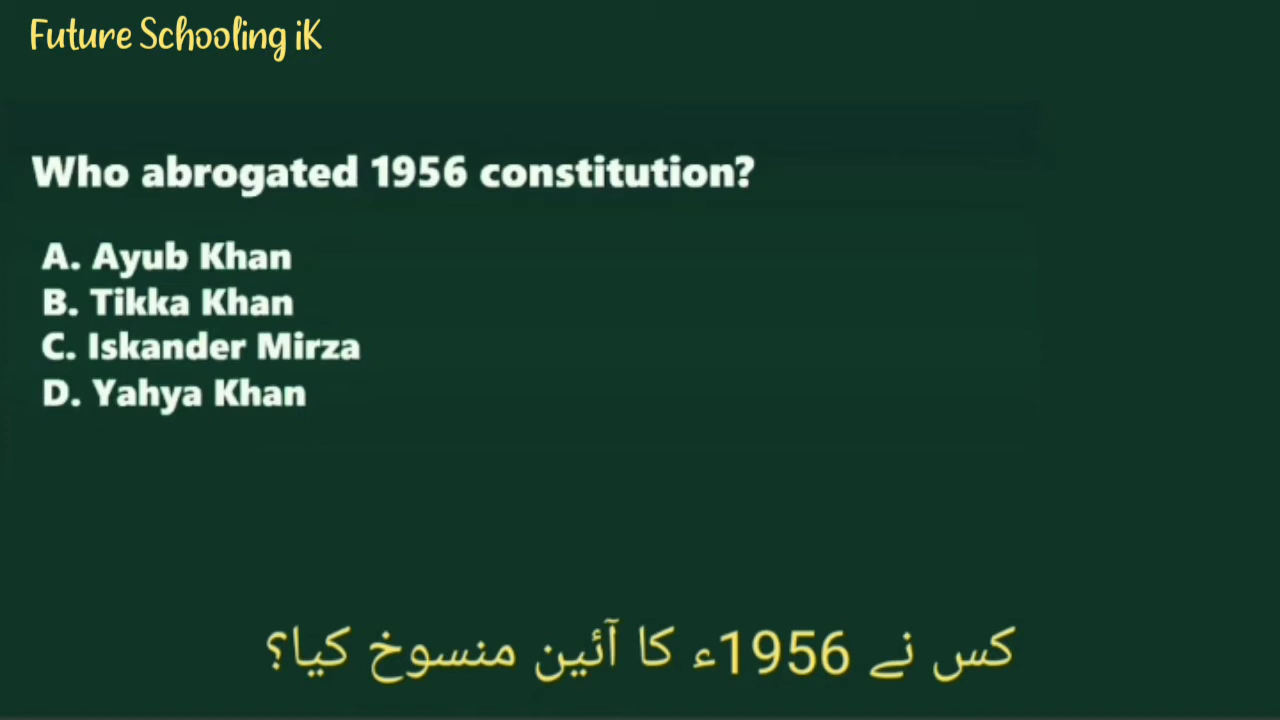 Future Schooling iK
Who abrogated 1956 constitution?
A. Ayub Khan
B. Tikka Khan
C. Iskander Mirza
D. Yahya Khan
کس نے 1956ء کا آئین منسوخ کیا؟